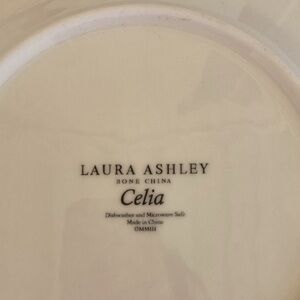 LAURA ASHLEY
BONE CHINA
Celia
Dishwasher and Microwave Safe
Made in China